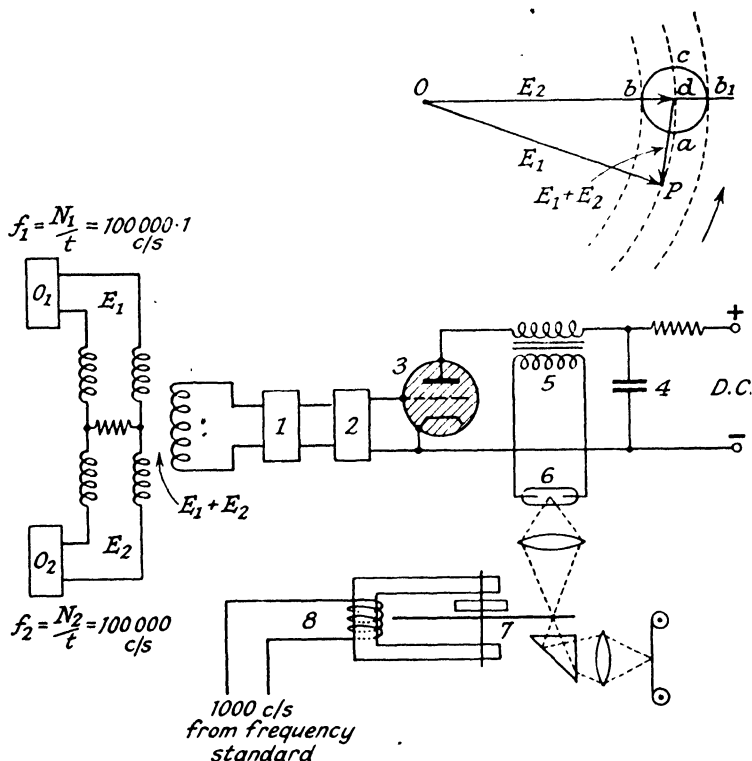 c
O
E₂
b
d
b₁
a
E₁
E₁+E₂
P
f₁ = N₁/t = 100 000·1
c/s
O₁
E₁
3
+
5
4
D.C.
1
2
−
6
E₁+E₂
E₂
O₂
f₂ = N₂/t = 100 000
c/s
8
7
1000 c/s
from frequency
standard